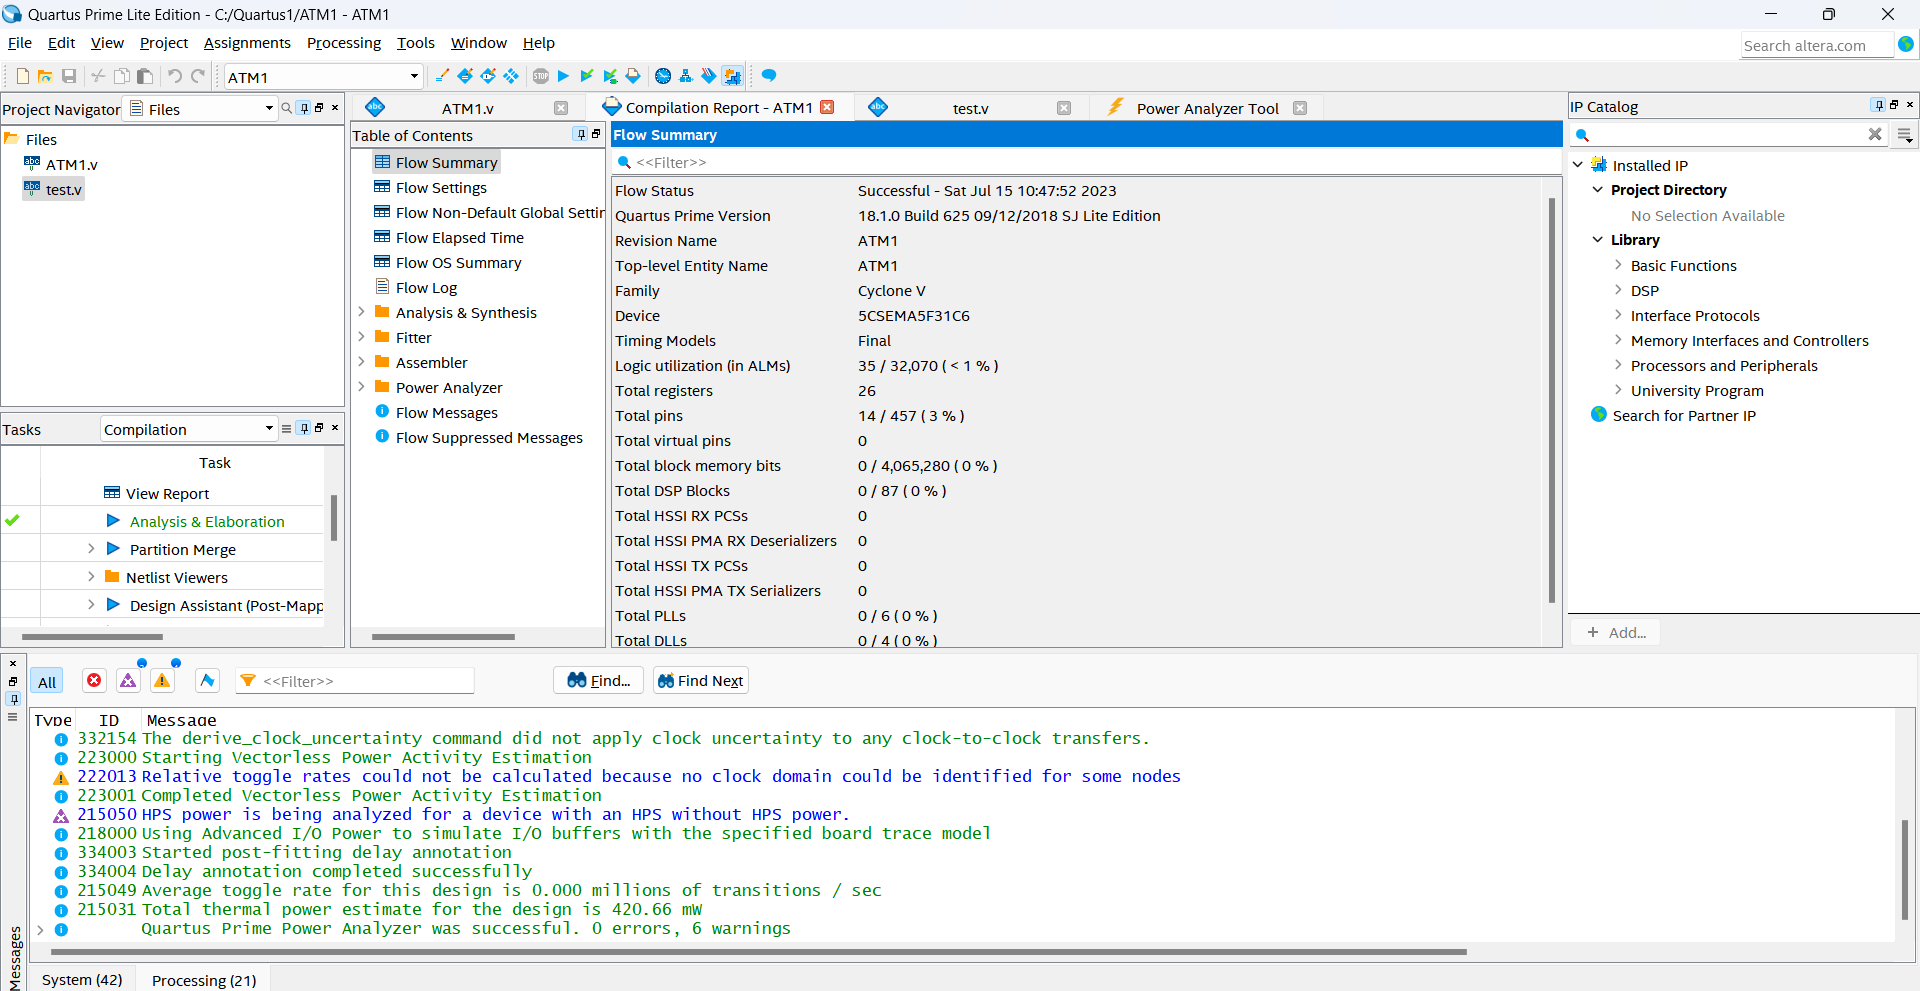 Quartus Prime Lite Edition - C:/Quartus1/ATM1 - ATM1
File Edit View Project Assignments Processing Tools Window Help
Search altera.com
ATM1
Project Navigator Files
Files
ATM1.v
test.v
Tasks Compilation
Task
View Report
Analysis & Elaboration
Partition Merge
Netlist Viewers
Design Assistant (Post-Mapp
ATM1.v
Compilation Report - ATM1
test.v
Power Analyzer Tool
Table of Contents
Flow Summary
Flow Settings
Flow Non-Default Global Settir
Flow Elapsed Time
Flow OS Summary
Flow Log
Analysis & Synthesis
Fitter
Assembler
Power Analyzer
Flow Messages
Flow Suppressed Messages
Flow Summary
<<Filter>>
Flow Status Successful - Sat Jul 15 10:47:52 2023
Quartus Prime Version 18.1.0 Build 625 09/12/2018 SJ Lite Edition
Revision Name ATM1
Top-level Entity Name ATM1
Family Cyclone V
Device 5CSEMA5F31C6
Timing Models Final
Logic utilization (in ALMs) 35 / 32,070 ( < 1 % )
Total registers 26
Total pins 14 / 457 ( 3 % )
Total virtual pins 0
Total block memory bits 0 / 4,065,280 ( 0 % )
Total DSP Blocks 0 / 87 ( 0 % )
Total HSSI RX PCSs 0
Total HSSI PMA RX Deserializers 0
Total HSSI TX PCSs 0
Total HSSI PMA TX Serializers 0
Total PLLs 0 / 6 ( 0 % )
Total DLLs 0 / 4 ( 0 % )
IP Catalog
Installed IP
Project Directory
No Selection Available
Library
Basic Functions
DSP
Interface Protocols
Memory Interfaces and Controllers
Processors and Peripherals
University Program
Search for Partner IP
+ Add...
All <<Filter>> Find... Find Next
Type ID Message
332154 The derive_clock_uncertainty command did not apply clock uncertainty to any clock-to-clock transfers.
223000 Starting Vectorless Power Activity Estimation
222013 Relative toggle rates could not be calculated because no clock domain could be identified for some nodes
223001 Completed Vectorless Power Activity Estimation
215050 HPS power is being analyzed for a device with an HPS without HPS power.
218000 Using Advanced I/O Power to simulate I/O buffers with the specified board trace model
334003 Started post-fitting delay annotation
334004 Delay annotation completed successfully
215049 Average toggle rate for this design is 0.000 millions of transitions / sec
215031 Total thermal power estimate for the design is 420.66 mW
Quartus Prime Power Analyzer was successful. 0 errors, 6 warnings
Messages
System (42) Processing (21)